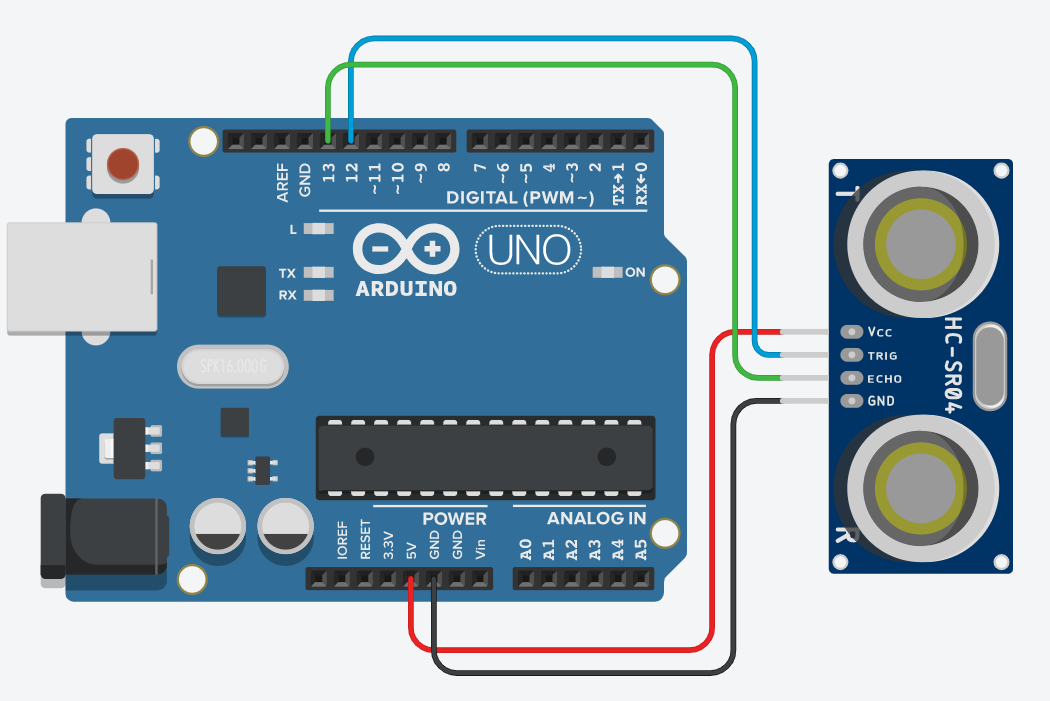 AREF
GND
13
12
~11
~10
~9
8
7
~6
~5
4
~3
2
TX→1
RX←0
DIGITAL (PWM~)
L
TX
RX
ARDUINO
UNO
ON
SPK16.000G
T
VCC
TRIG
ECHO
GND
HC-SR04
R
POWER
ANALOG IN
IOREF
RESET
3.3V
5V
GND
GND
Vin
A0
A1
A2
A3
A4
A5